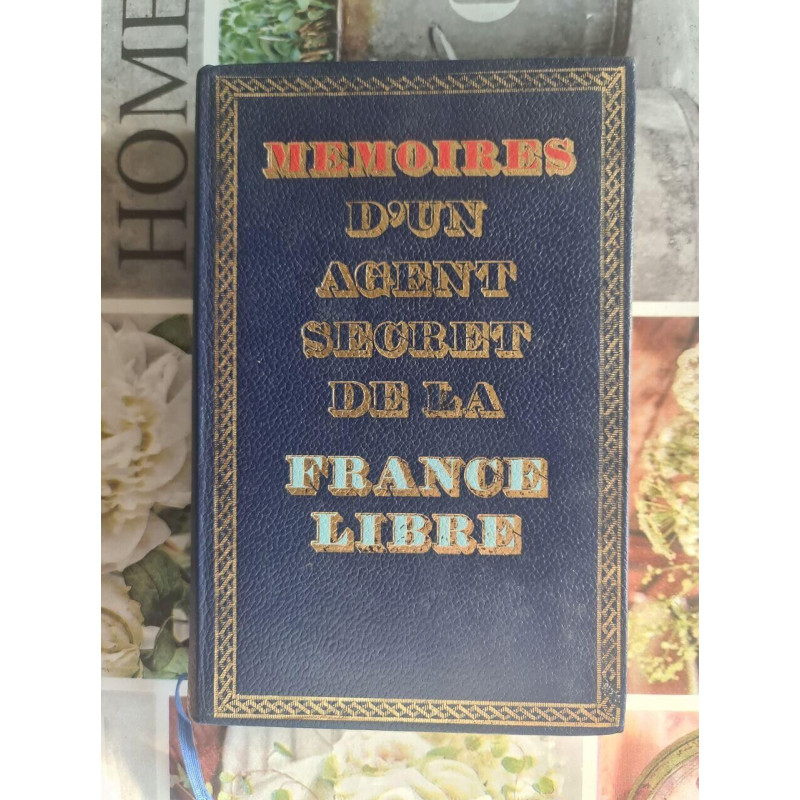 HOME
MEMOIRES
D'UN
AGENT
SECRET
DE LA
FRANCE
LIBRE